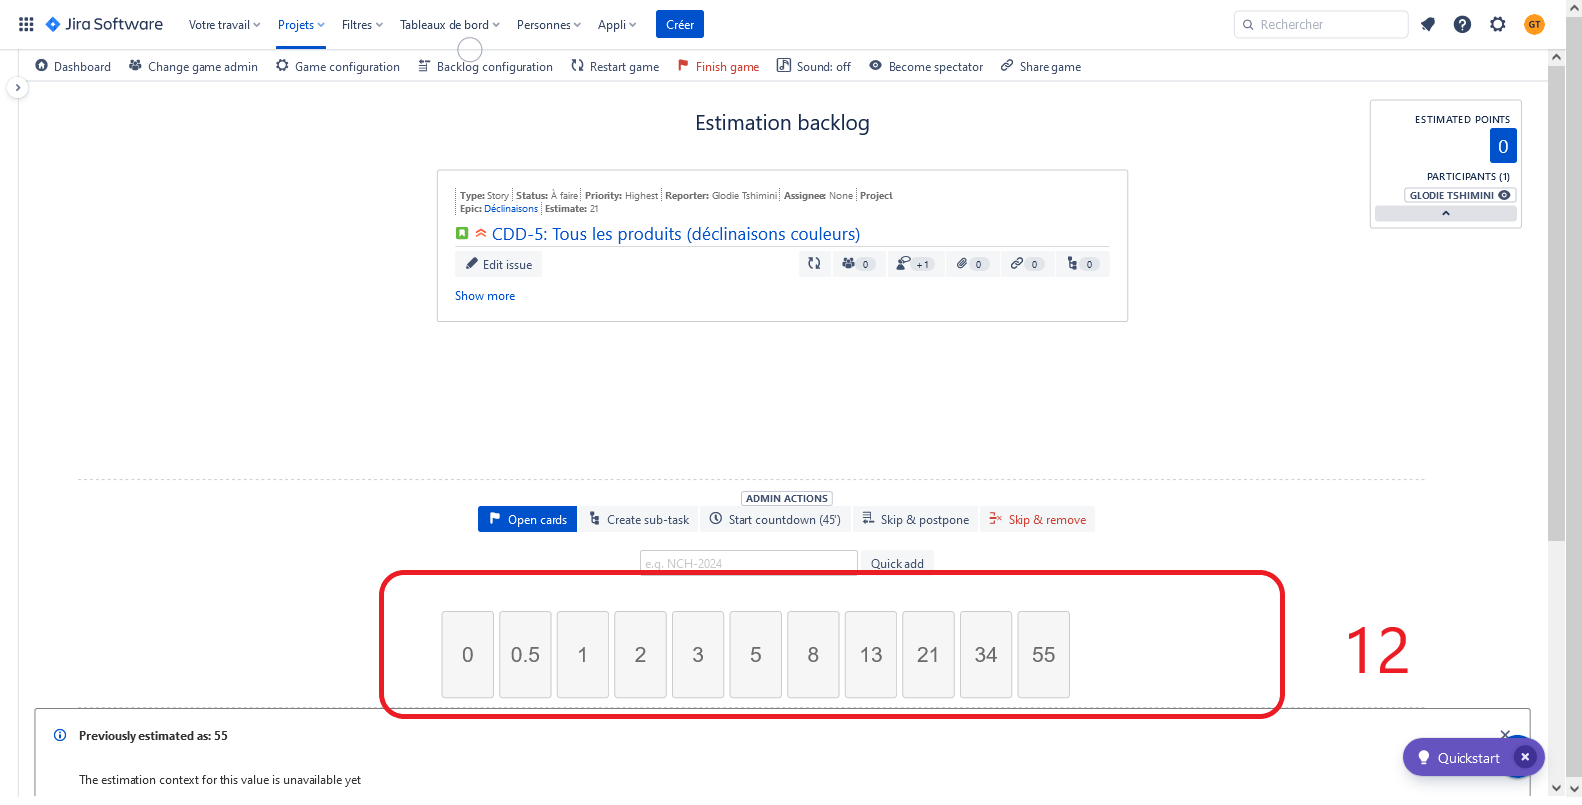 Jira Software Votre travail Projets Filtres Tableaux de bord Personnes Appli Créer Rechercher GT
Dashboard Change game admin Game configuration Backlog configuration Restart game Finish game Sound: off Become spectator Share game
Estimation backlog
ESTIMATED POINTS
0
PARTICIPANTS (1)
GLODIE TSHIMINI
Type: Story Status: À faire Priority: Highest Reporter: Glodie Tshimini Assignee: None Project
Epic: Déclinaisons Estimate: 21
CDD-5: Tous les produits (déclinaisons couleurs)
Edit issue 0 +1 0 0 0
Show more
ADMIN ACTIONS
Open cards Create sub-task Start countdown (45') Skip & postpone Skip & remove
e.g. NCH-2024 Quick add
0 0.5 1 2 3 5 8 13 21 34 55
12
Previously estimated as: 55
Quickstart
The estimation context for this value is unavailable yet